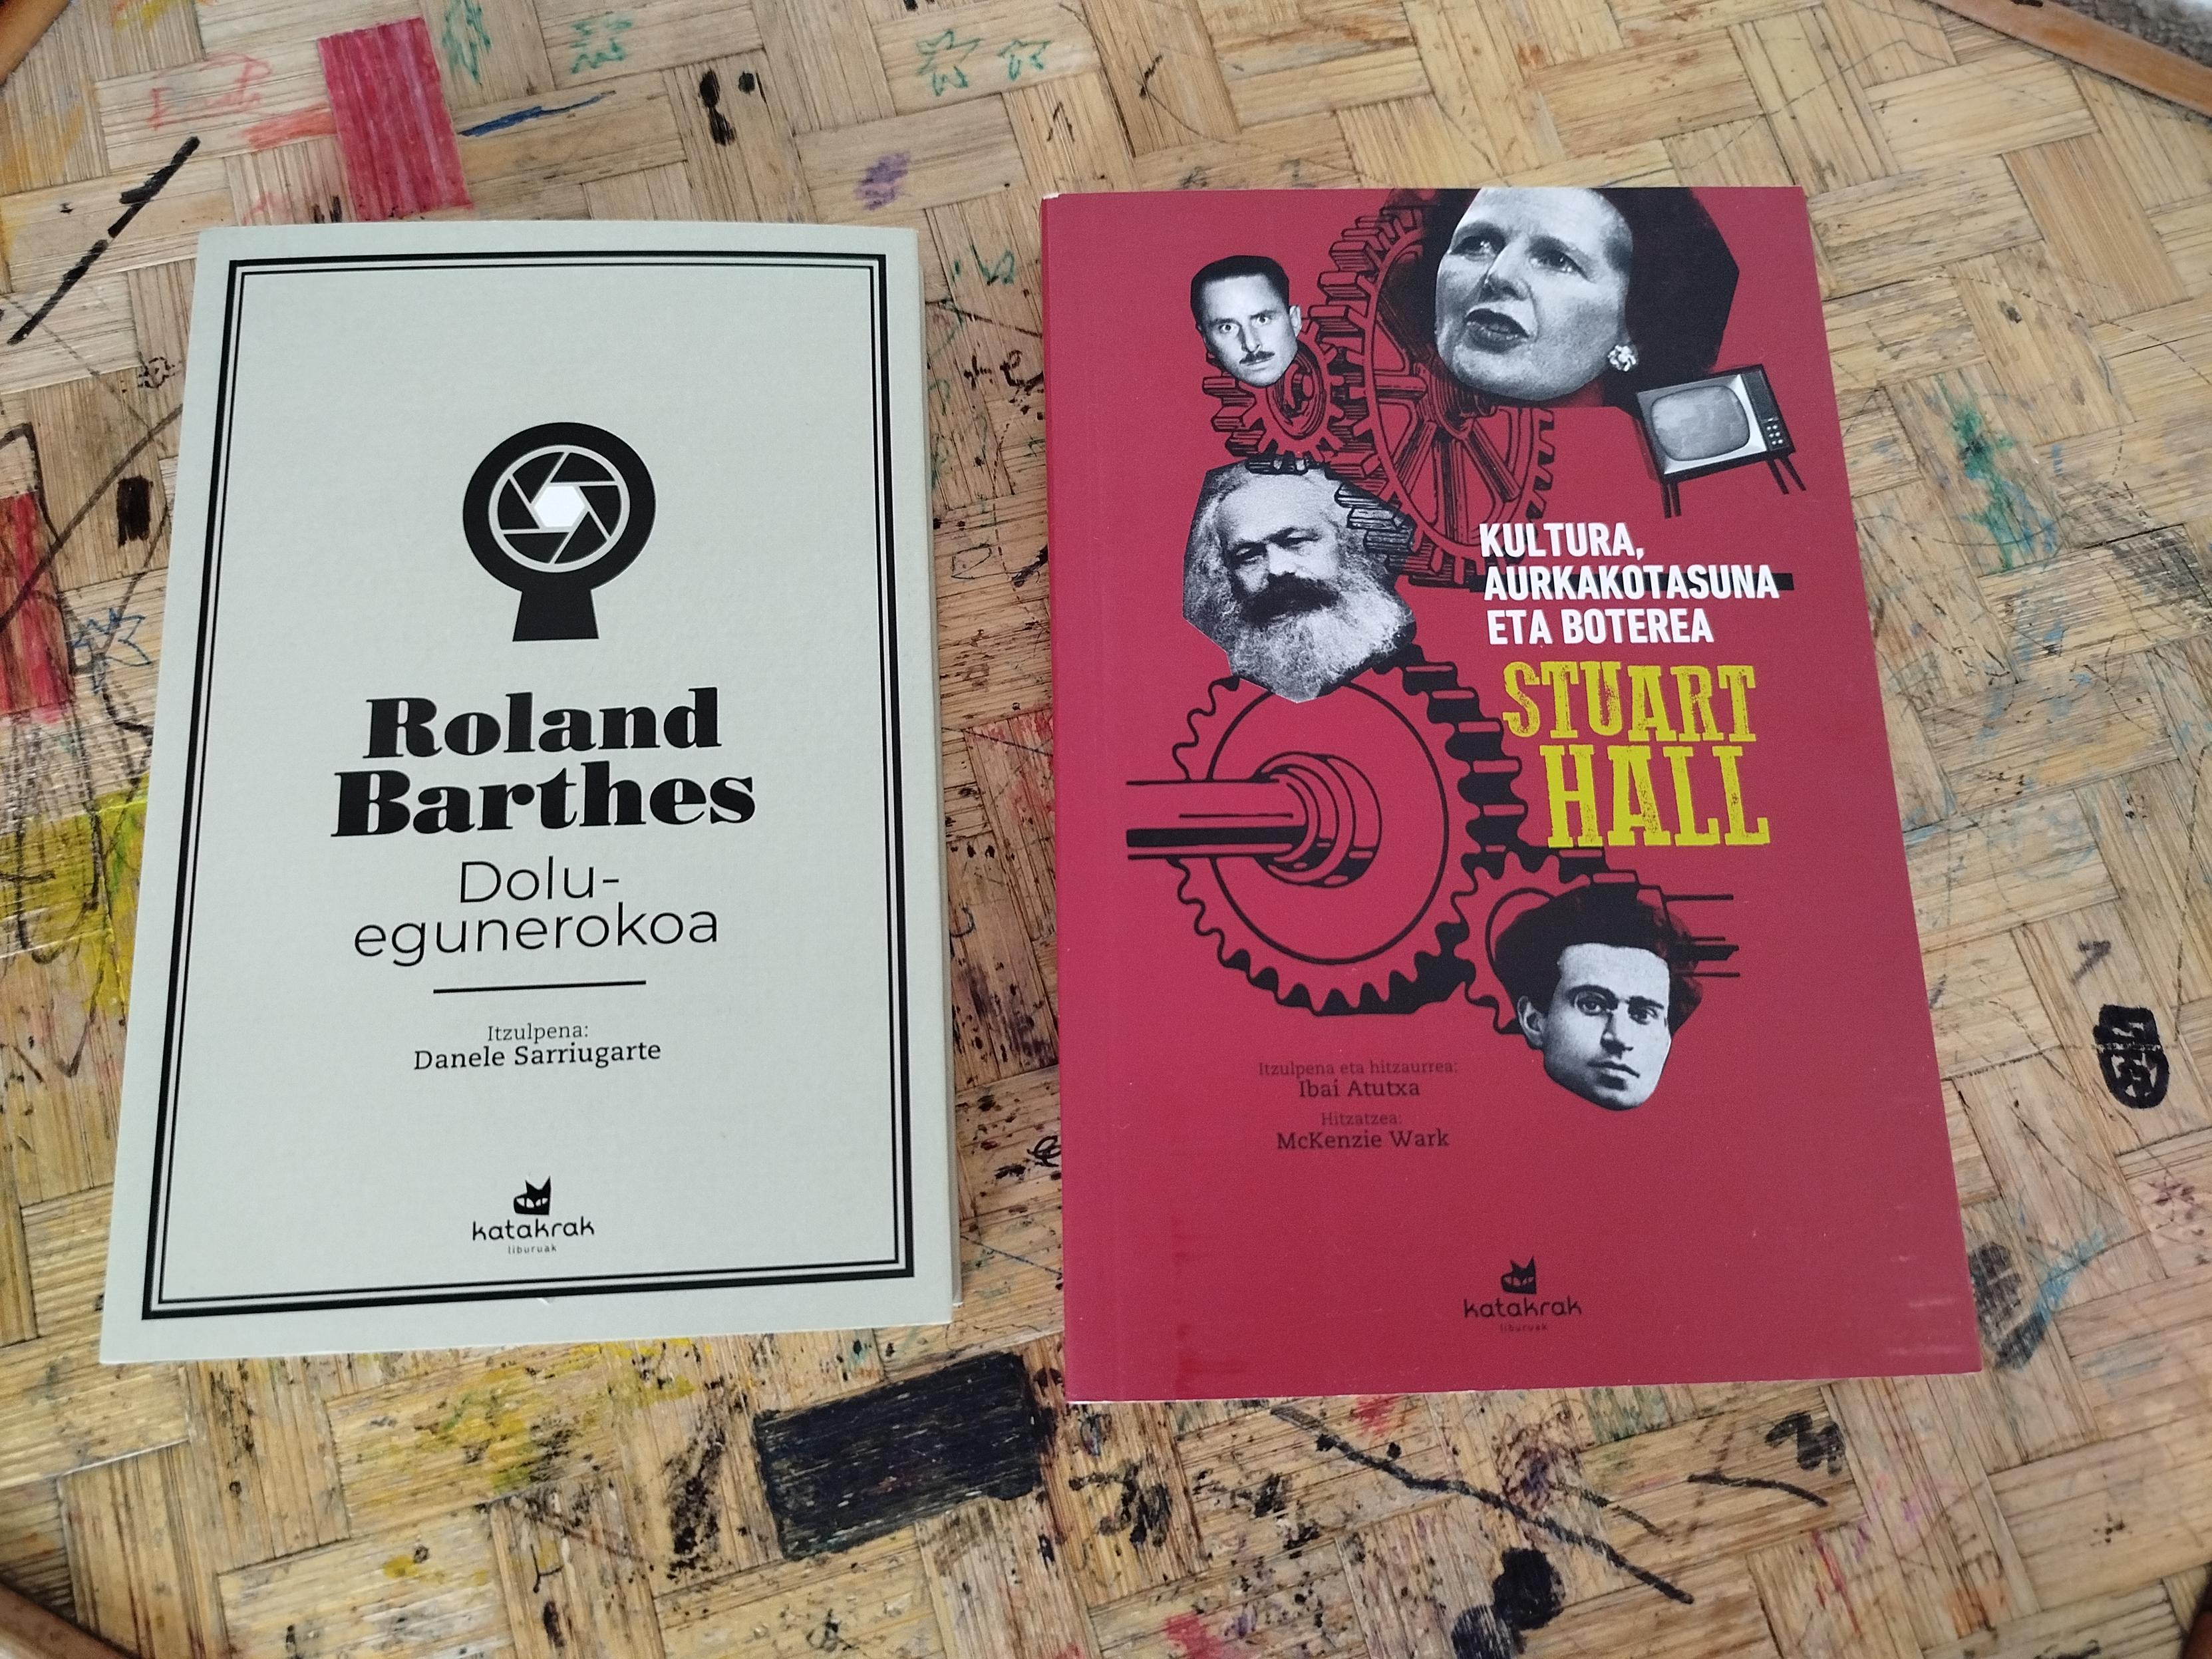 Roland
Barthes
Dolu-
egunerokoa
Itzulpena:
Danele Sarriugarte
katakrak
liburuak
KULTURA,
AURKAKOTASUNA
ETA BOTEREA
STUART
HALL
Itzulpena eta hitzaurrea:
Ibai Atutxa
Hitzatzea:
McKenzie Wark
katakrak
liburuak